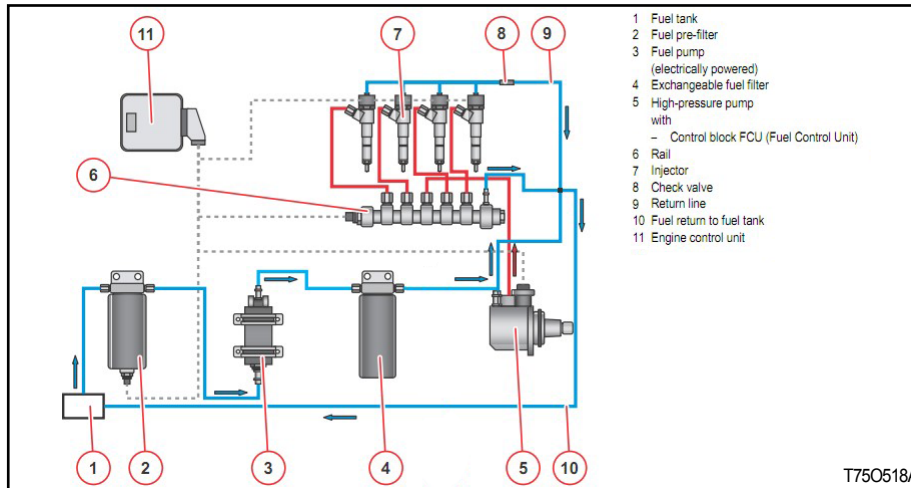 11
7
8
9
6
1
2
3
4
5
10
1 Fuel tank
2 Fuel pre-filter
3 Fuel pump
(electrically powered)
4 Exchangeable fuel filter
5 High-pressure pump
with
– Control block FCU (Fuel Control Unit)
6 Rail
7 Injector
8 Check valve
9 Return line
10 Fuel return to fuel tank
11 Engine control unit